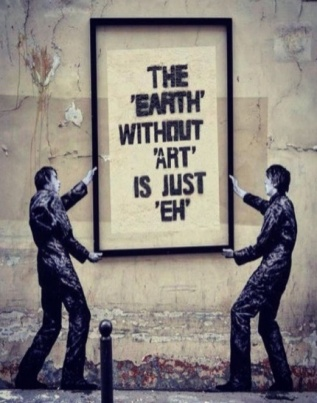 THE
'EARTH'
WITHOUT
'ART'
IS JUST
'EH'